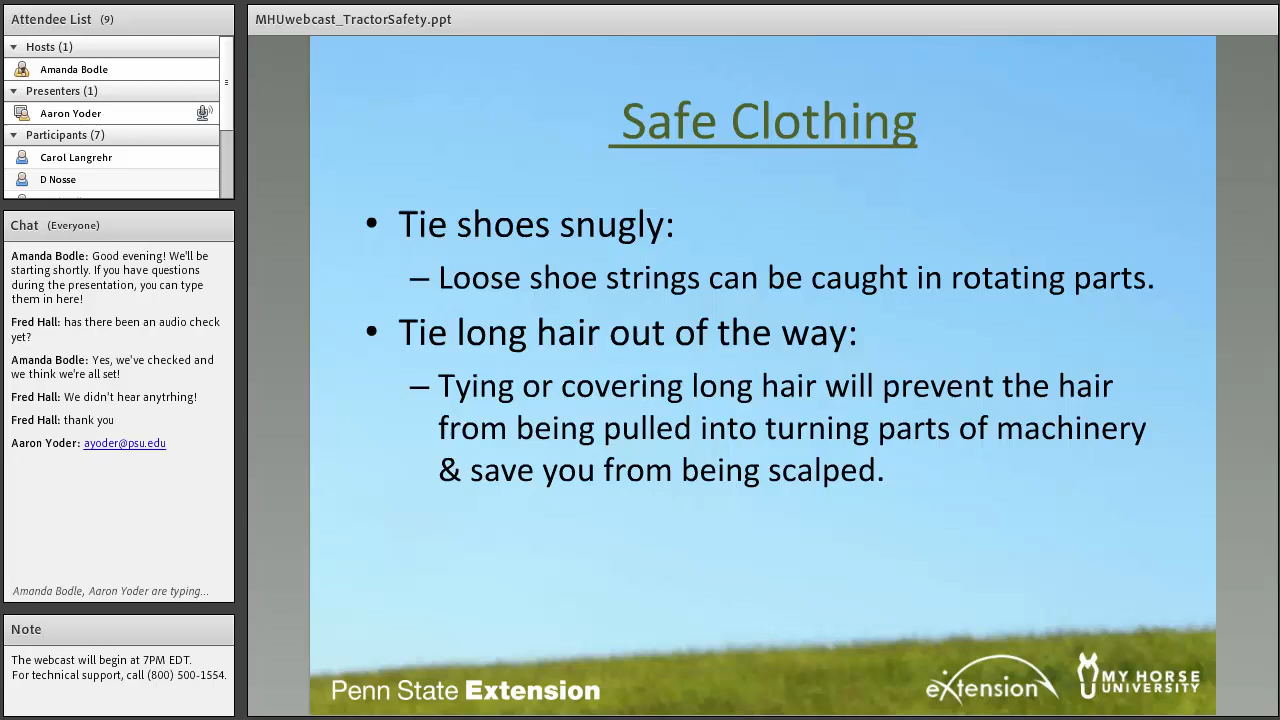 Attendee List (9)
Hosts (1)
Amanda Bodle
Presenters (1)
Aaron Yoder
Participants (7)
Carol Langrehr
D Nosse
Chat (Everyone)
Amanda Bodle: Good evening! We'll be
starting shortly. If you have questions
during the presentation, you can type
them in here!
Fred Hall: has there been an audio check
yet?
Amanda Bodle: Yes, we've checked and
we think we're all set!
Fred Hall: We didn't hear anytrhing!
Fred Hall: thank you
Aaron Yoder: ayoder@psu.edu
Amanda Bodle, Aaron Yoder are typing...
Note
The webcast will begin at 7PM EDT.
For technical support, call (800) 500-1554.
MHUwebcast_TractorSafety.ppt
Safe Clothing
• Tie shoes snugly:
– Loose shoe strings can be caught in rotating parts.
• Tie long hair out of the way:
– Tying or covering long hair will prevent the hair
from being pulled into turning parts of machinery
& save you from being scalped.
Penn State Extension
eXtension
MY HORSE
UNIVERSITY